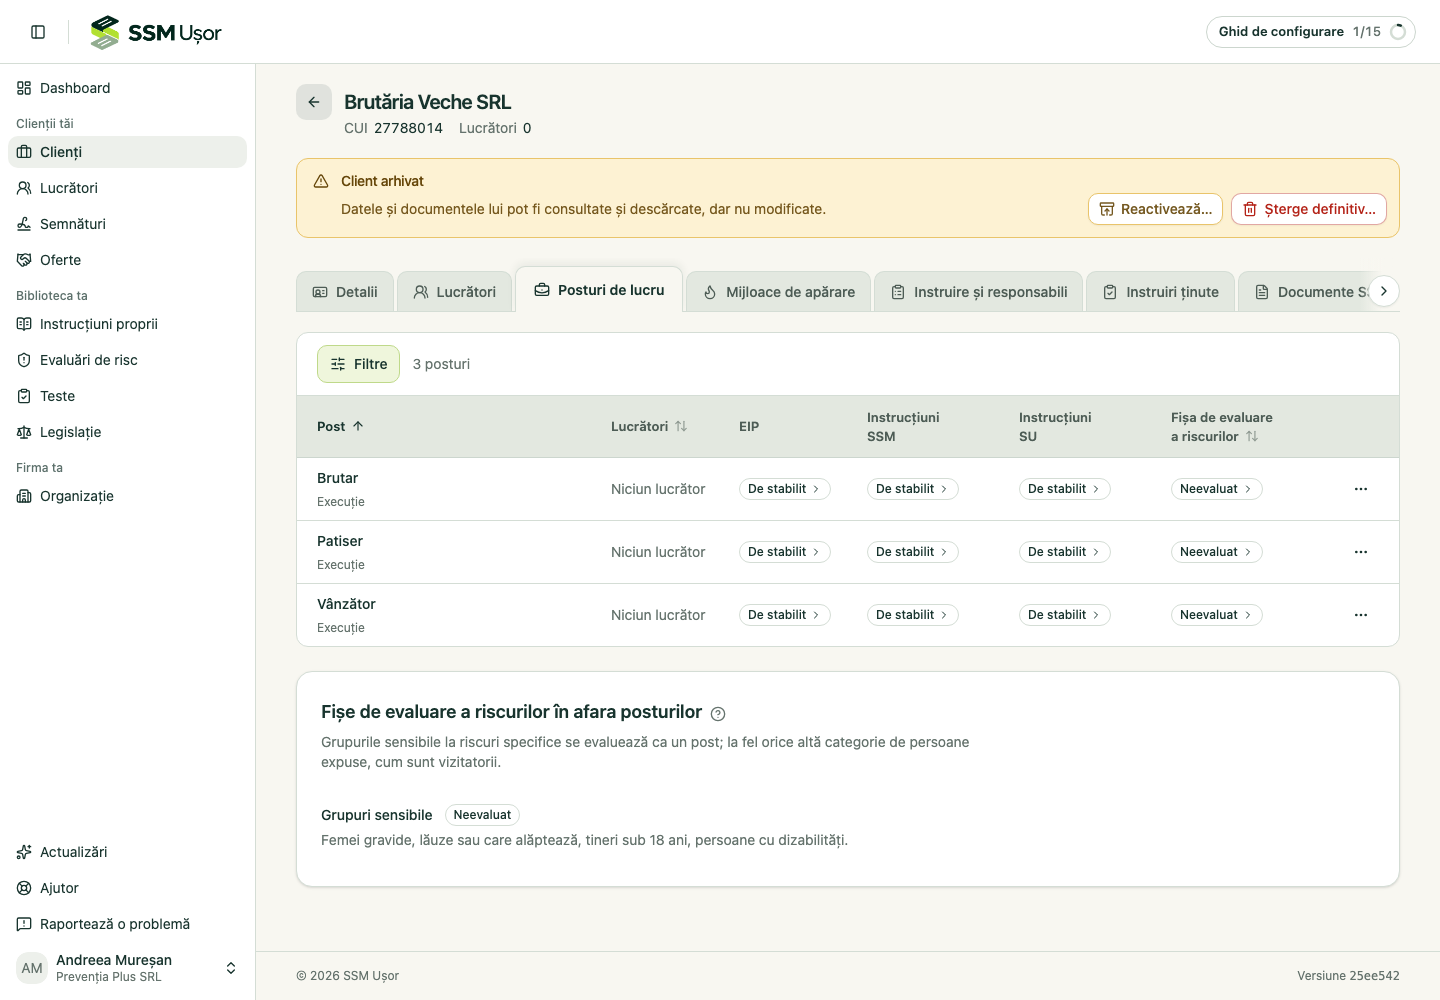 SSM Ușor
Ghid de configurare 1/15
Dashboard
Clienții tăi
Clienți
Lucrători
Semnături
Oferte
Biblioteca ta
Instrucțiuni proprii
Evaluări de risc
Teste
Legislație
Firma ta
Organizație
Actualizări
Ajutor
Raportează o problemă
AM
Andreea Mureșan
Prevenția Plus SRL
Brutăria Veche SRL
CUI 27788014 Lucrători 0
Client arhivat
Datele și documentele lui pot fi consultate și descărcate, dar nu modificate.
Reactivează...
Șterge definitiv...
Detalii
Lucrători
Posturi de lucru
Mijloace de apărare
Instruire și responsabili
Instruiri ținute
Documente
Filtre
3 posturi
Post
Lucrători
EIP
Instrucțiuni
SSM
Instrucțiuni
SU
Fișa de evaluare
a riscurilor
Brutar
Execuție
Niciun lucrător
De stabilit
De stabilit
De stabilit
Neevaluat
Patiser
Execuție
Niciun lucrător
De stabilit
De stabilit
De stabilit
Neevaluat
Vânzător
Execuție
Niciun lucrător
De stabilit
De stabilit
De stabilit
Neevaluat
Fișe de evaluare a riscurilor în afara posturilor
Grupurile sensibile la riscuri specifice se evaluează ca un post; la fel orice altă categorie de persoane
expuse, cum sunt vizitatorii.
Grupuri sensibile Neevaluat
Femei gravide, lăuze sau care alăptează, tineri sub 18 ani, persoane cu dizabilități.
© 2026 SSM Ușor
Versiune 25ee542